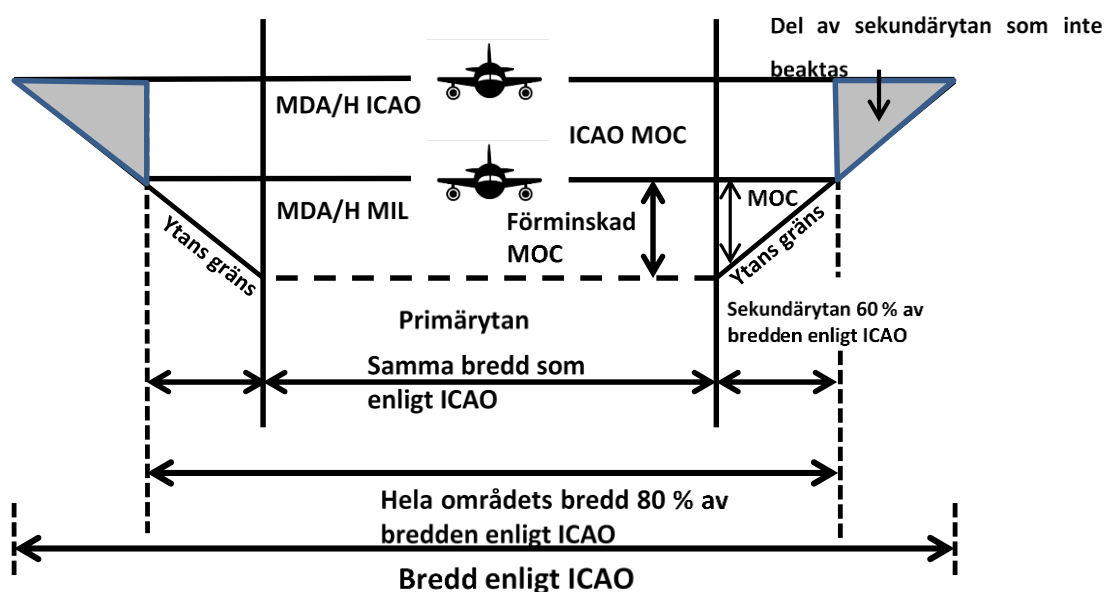 Del av sekundärytan som inte
beaktas
MDA/H ICAO
ICAO MOC
MDA/H MIL
Förminskad
MOC
MOC
Ytans gräns
Ytans gräns
Primärytan
Sekundärytan 60 % av
bredden enligt ICAO
Samma bredd som
enligt ICAO
Hela områdets bredd 80 % av
bredden enligt ICAO
Bredd enligt ICAO